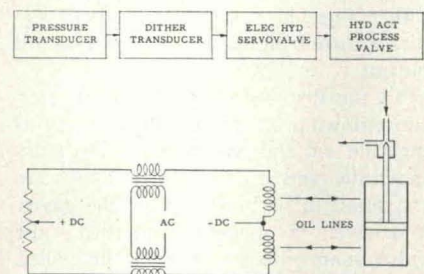 PRESSURE
TRANSDUCER
DITHER
TRANSDUCER
ELEC HYD
SERVOVALVE
HYD ACT
PROCESS
VALVE
+ DC
AC
- DC
OIL LINES